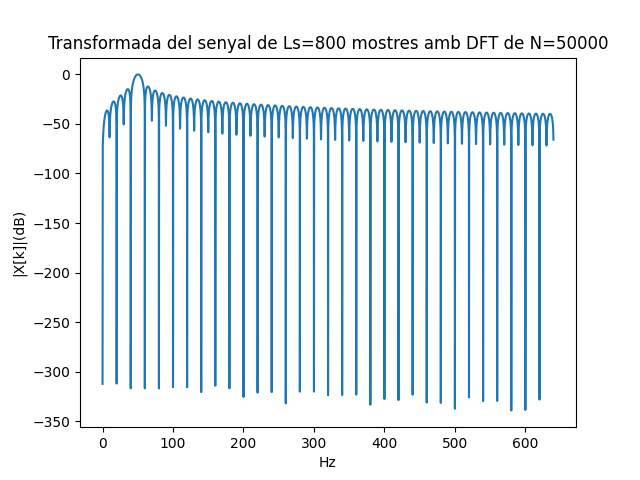 Transformada del senyal de Ls=800 mostres amb DFT de N=50000
|X[k]|(dB)
0
−50
−100
−150
−200
−250
−300
−350
0 100 200 300 400 500 600
Hz